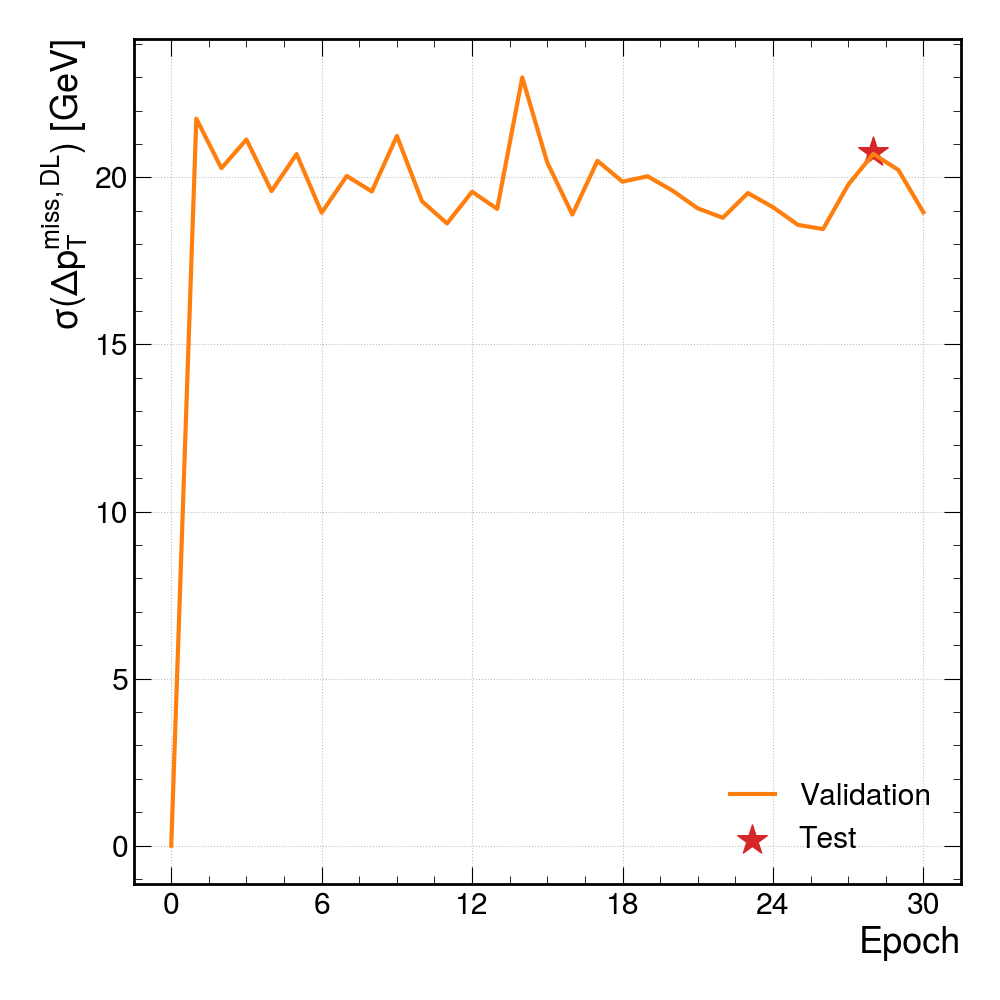 σ(Δp_T^{miss, DL}) [GeV]
20
15
10
5
0
Validation
Test
0 6 12 18 24 30
Epoch